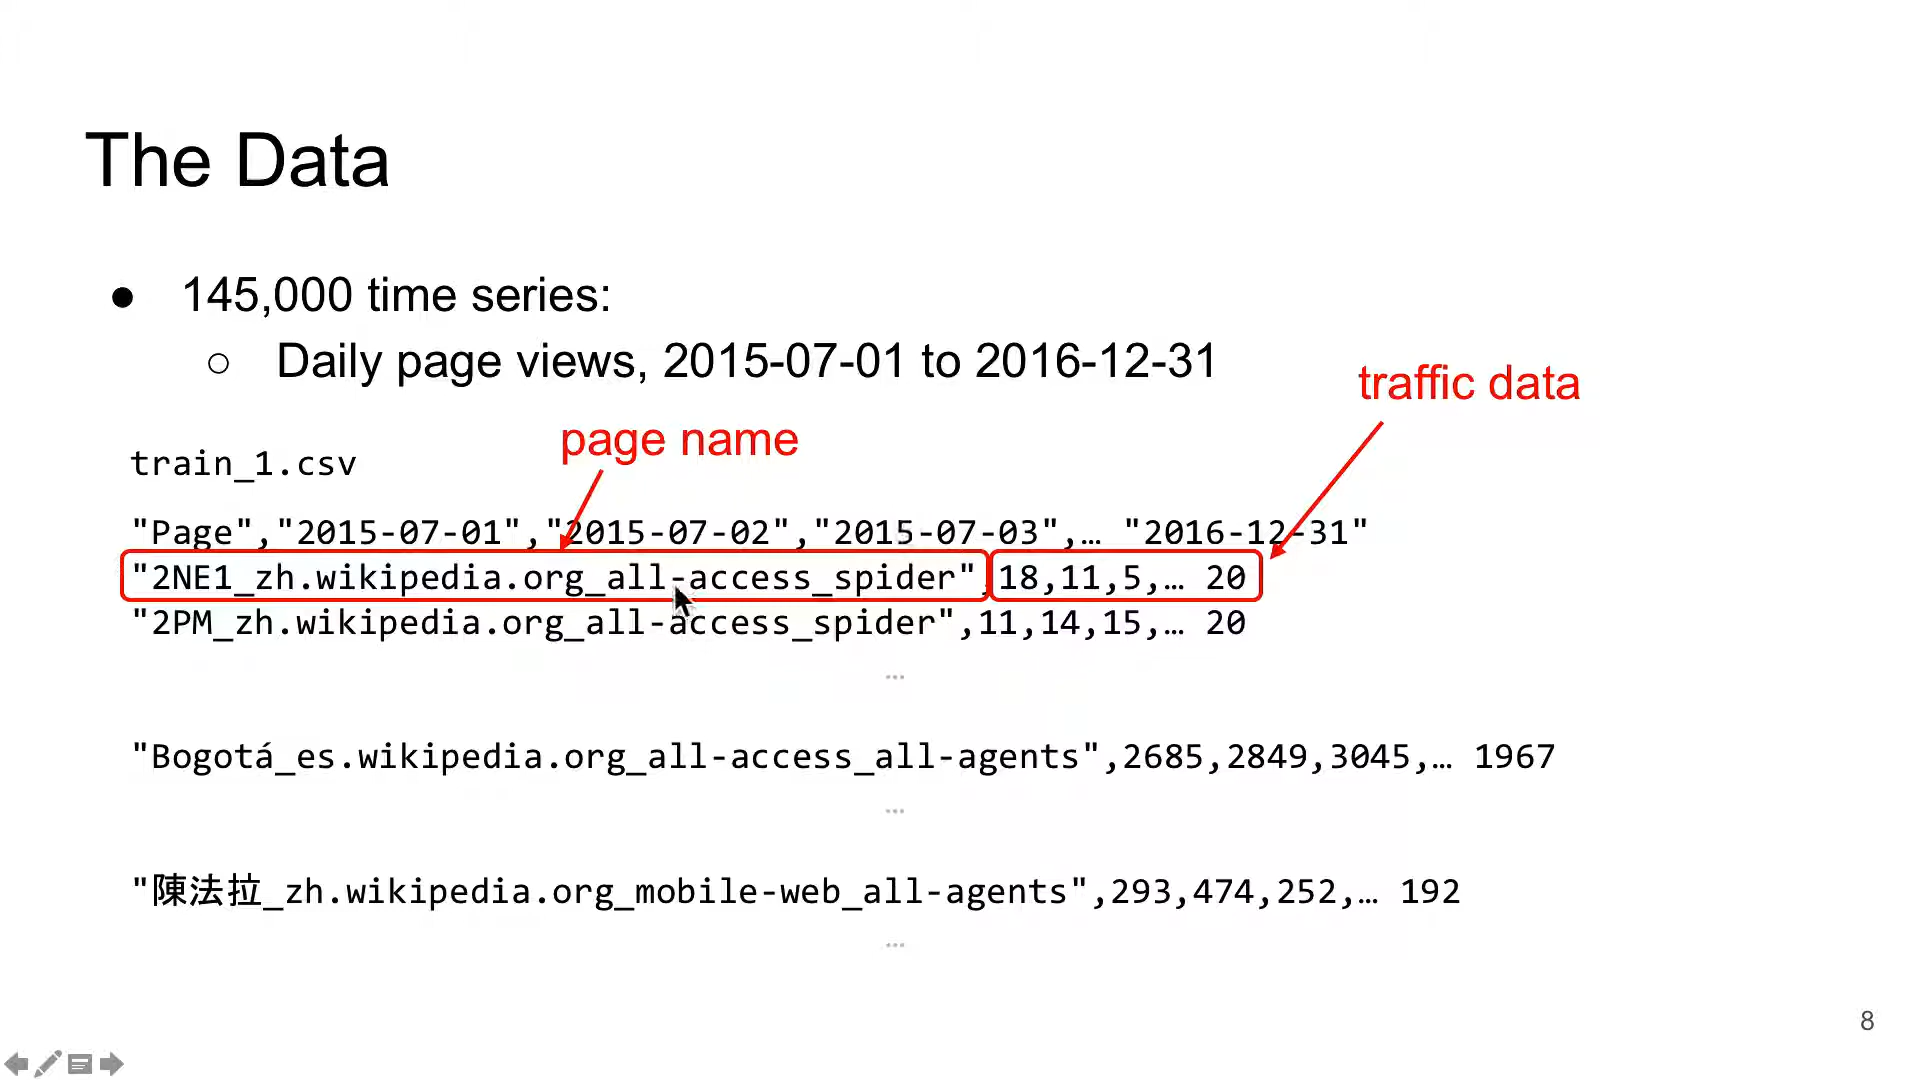 The Data
● 145,000 time series:
○ Daily page views, 2015-07-01 to 2016-12-31
traffic data
page name
train_1.csv
"Page","2015-07-01","2015-07-02","2015-07-03",… "2016-12-31"
"2NE1_zh.wikipedia.org_all-access_spider",18,11,5,… 20
"2PM_zh.wikipedia.org_all-access_spider",11,14,15,… 20
…
"Bogotá_es.wikipedia.org_all-access_all-agents",2685,2849,3045,… 1967
…
"陳法拉_zh.wikipedia.org_mobile-web_all-agents",293,474,252,… 192
…
8